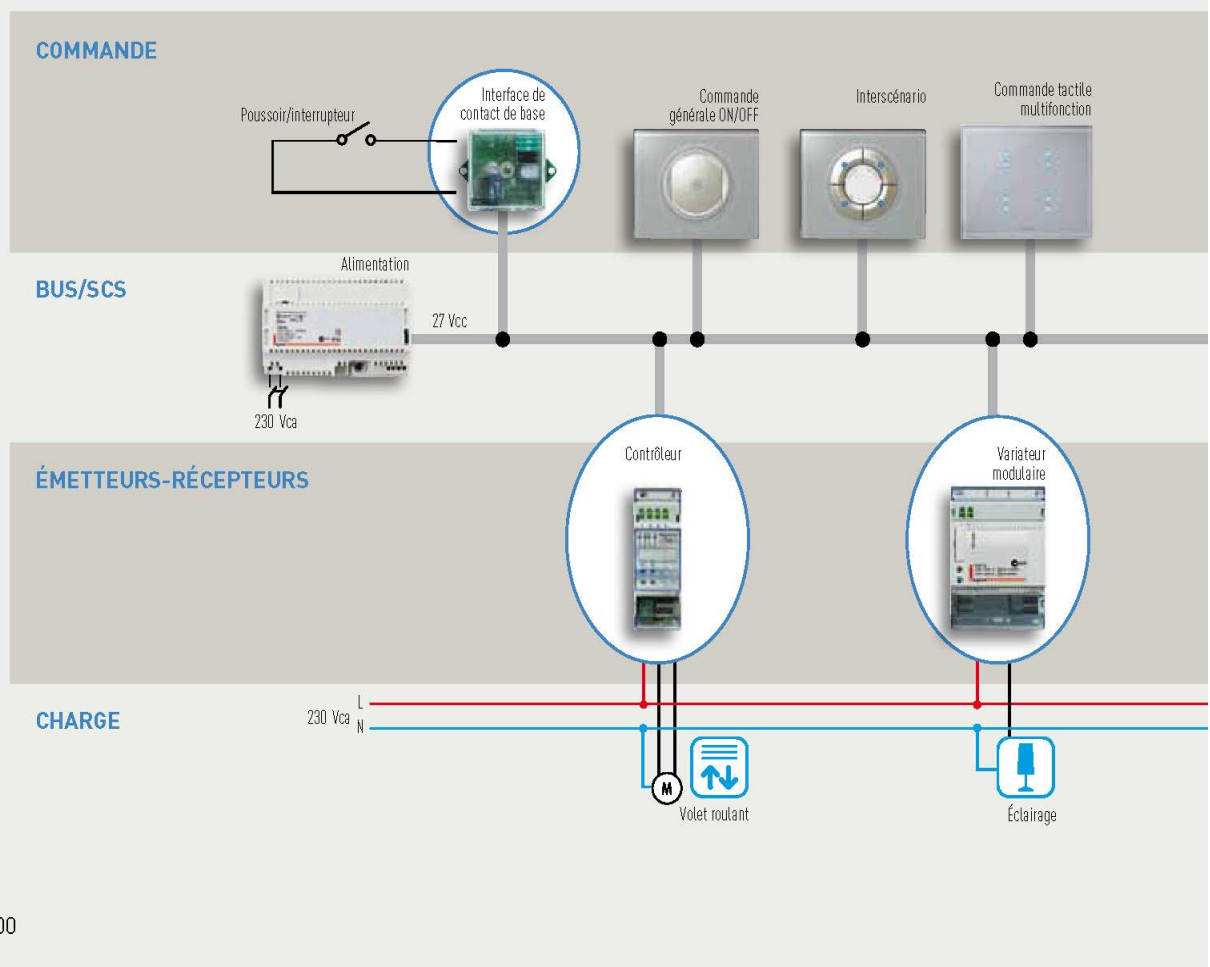 COMMANDE
Poussoir/interrupteur
Interface de
contact de base
Commande
générale ON/OFF
Interscénario
Commande tactile
multifonction
BUS/SCS
Alimentation
27 Vcc
230 Vca
ÉMETTEURS-RÉCEPTEURS
Contrôleur
Variateur
modulaire
CHARGE
230 Vca
L
N
M
Volet roulant
Éclairage
00